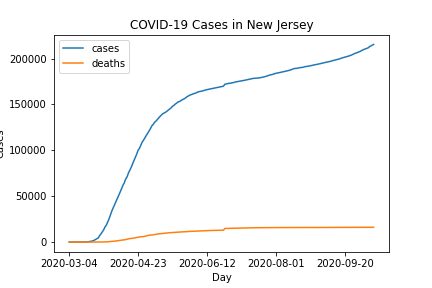 COVID-19 Cases in New Jersey
cases
deaths
200000
150000
100000
50000
0
cases
2020-03-04 2020-04-23 2020-06-12 2020-08-01 2020-09-20
Day